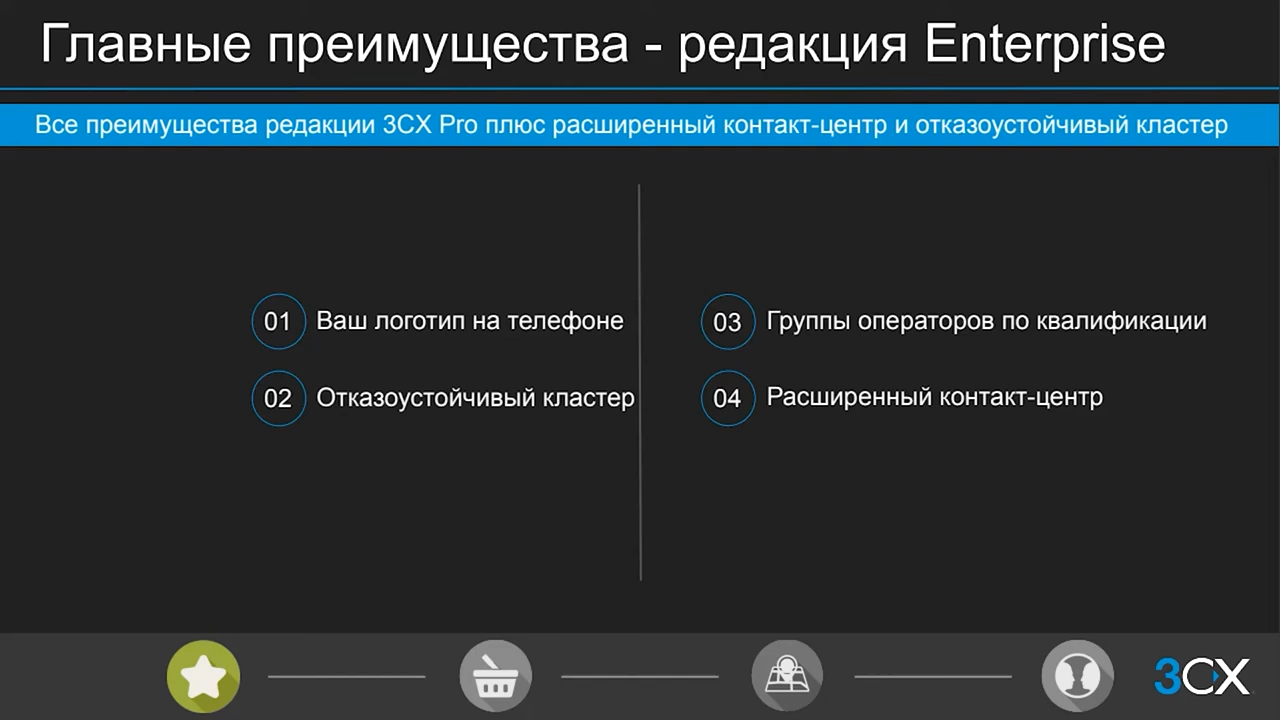 Главные преимущества - редакция Enterprise
Все преимущества редакции 3CX Pro плюс расширенный контакт-центр и отказоустойчивый кластер
01 Ваш логотип на телефоне
02 Отказоустойчивый кластер
03 Группы операторов по квалификации
04 Расширенный контакт-центр
3CX